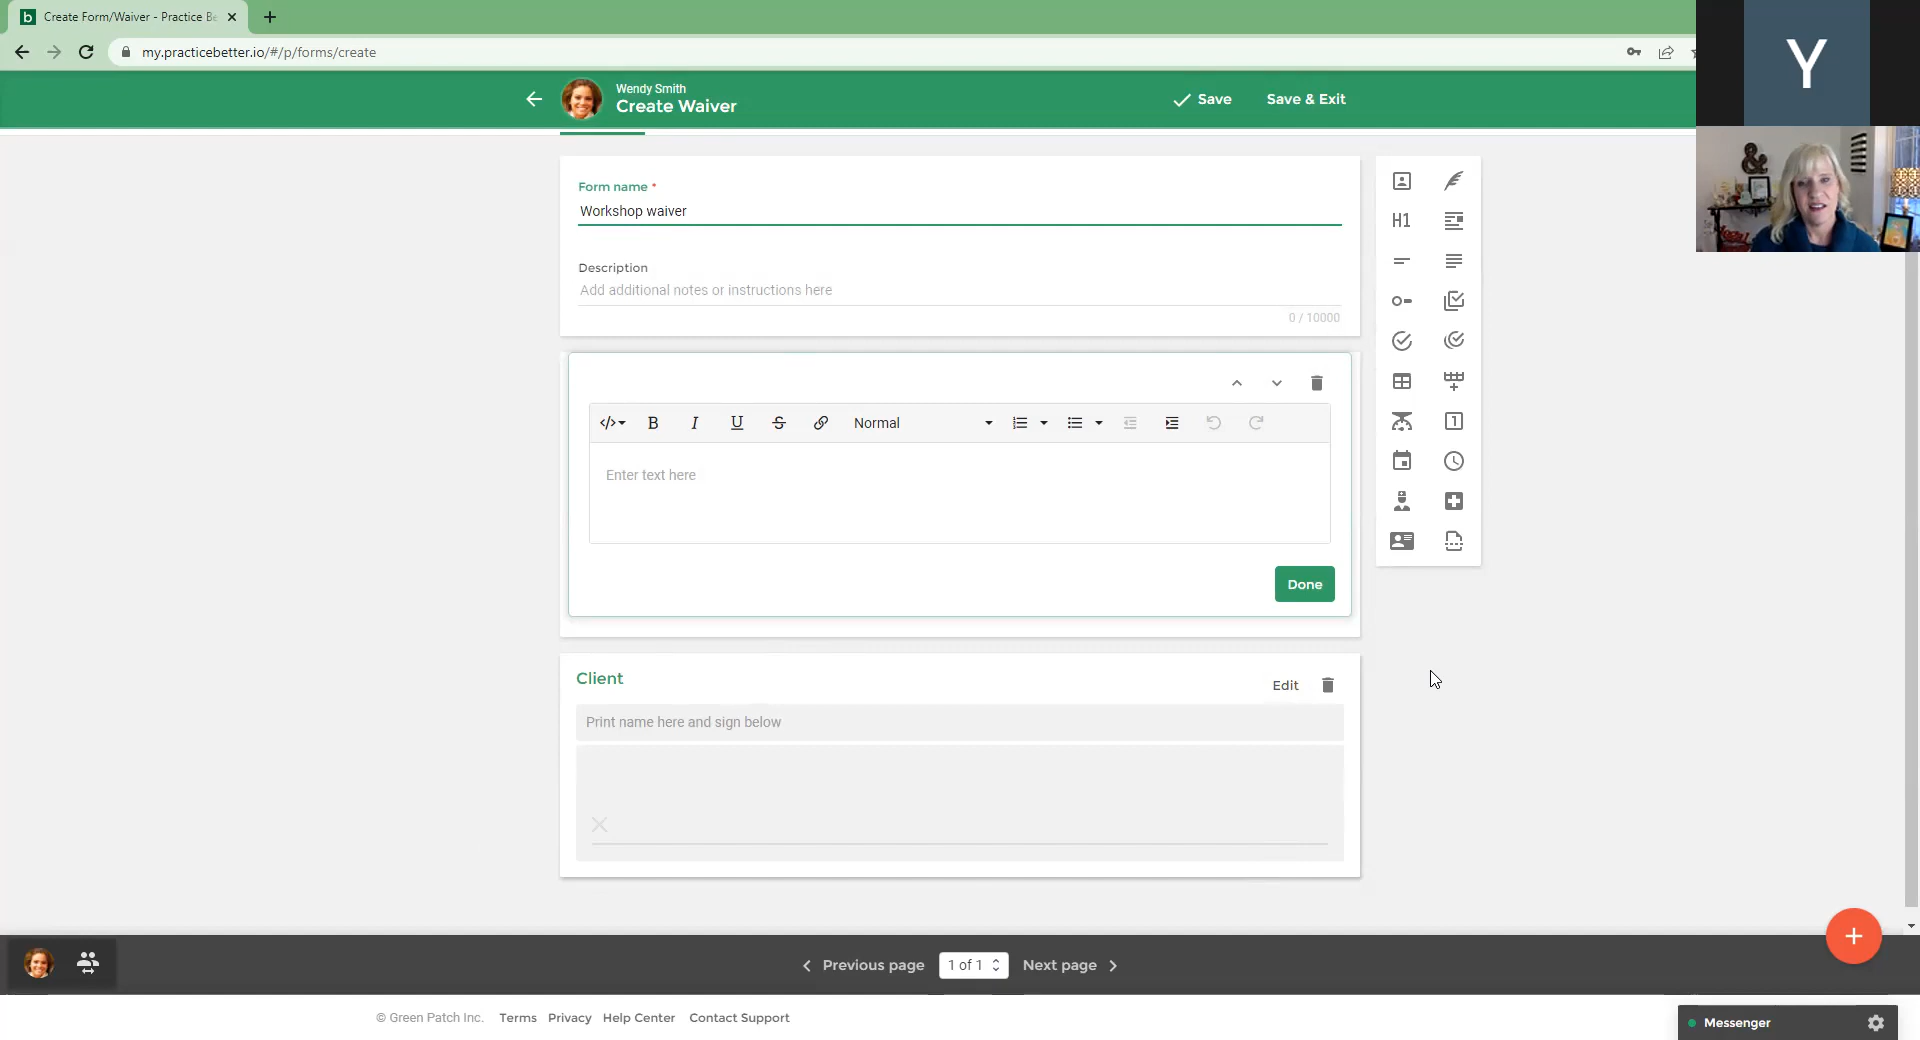 Create Form/Waiver - Practice Be
my.practicebetter.io/#/p/forms/create
Y
Wendy Smith
Create Waiver
Save
Save & Exit
Form name *
Workshop waiver
Description
Add additional notes or instructions here
0 / 10000
H1
B
I
U
S
Normal
Enter text here
1
Done
Client
Edit
Print name here and sign below
Previous page
1 of 1
Next page
© Green Patch Inc.
Terms
Privacy
Help Center
Contact Support
Messenger